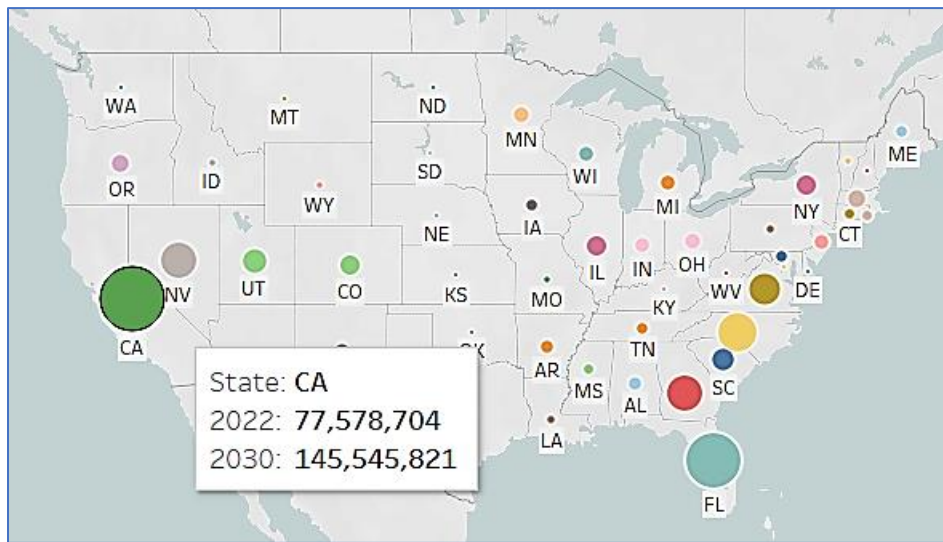 WA
MT
ND
MN
ME
OR
ID
SD
WI
WY
MI
NY
IA
NE
CT
NV
UT
CO
IL
IN
OH
KS
MO
KY
WV
DE
CA
TN
AR
MS
AL
SC
LA
FL
State: CA
2022: 77,578,704
2030: 145,545,821